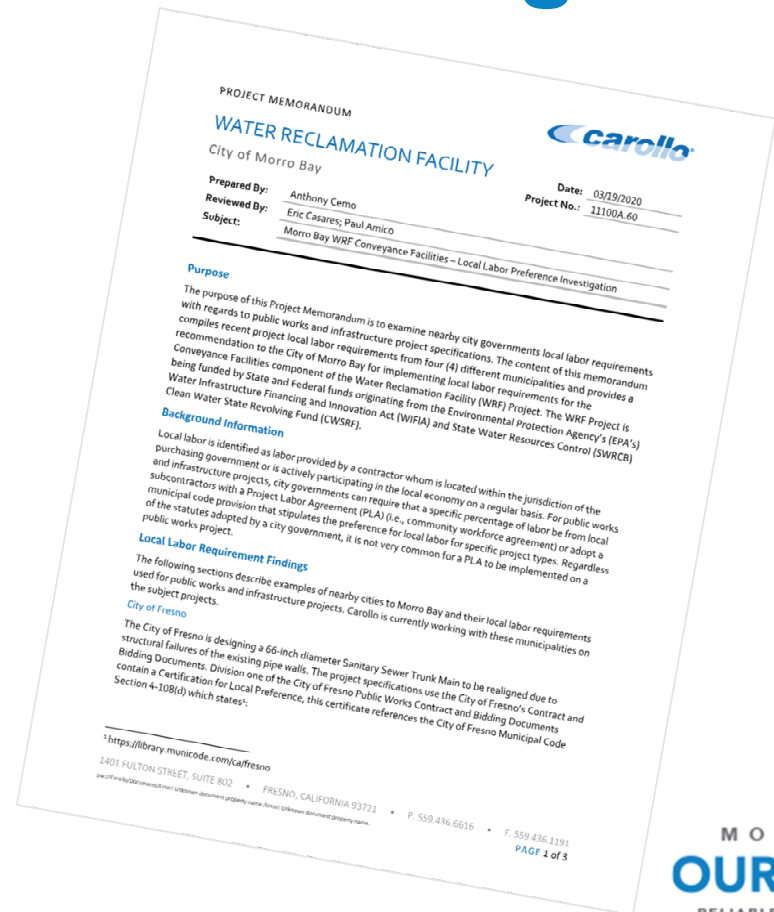 PROJECT MEMORANDUM
WATER RECLAMATION FACILITY
City of Morro Bay
carollo
Prepared By: Anthony Cemo
Reviewed By: Eric Casares; Paul Amico
Subject: Morro Bay WRF Conveyance Facilities – Local Labor Preference Investigation
Date: 03/19/2020
Project No.: 11100A.60
Purpose
The purpose of this Project Memorandum is to examine nearby city governments local labor requirements
with regards to public works and infrastructure project specifications. The content of this memorandum
compiles recent project local labor requirements from four (4) different municipalities and provides a
recommendation to the City of Morro Bay for implementing local labor requirements for the
Conveyance Facilities component of the Water Reclamation Facility (WRF) Project. The WRF Project is
being funded by State and Federal funds originating from the Environmental Protection Agency's (EPA's)
Water Infrastructure Financing and Innovation Act (WIFIA) and State Water Resources Control (SWRCB)
Clean Water State Revolving Fund (CWSRF).
Background Information
Local labor is identified as labor provided by a contractor whom is located within the jurisdiction of the
purchasing government or is actively participating in the local economy on a regular basis. For public works
and infrastructure projects, city governments can require that a specific percentage of labor be from local
subcontractors with a Project Labor Agreement (PLA) (i.e., community workforce agreement) or adopt a
municipal code provision that stipulates the preference for local labor for specific project types. Regardless
of the statutes adopted by a city government, it is not very common for a PLA to be implemented on a
public works project.
Local Labor Requirement Findings
The following sections describe examples of nearby cities to Morro Bay and their local labor requirements
used for public works and infrastructure projects. Carollo is currently working with these municipalities on
the subject projects.
City of Fresno
The City of Fresno is designing a 66-inch diameter Sanitary Sewer Trunk Main to be realigned due to
structural failures of the existing pipe walls. The project specifications use the City of Fresno's Contract and
Bidding Documents. Division one of the City of Fresno Public Works Contract and Bidding Documents
contain a Certification for Local Preference, this certificate references the City of Fresno Municipal Code
Section 4-108(d) which states¹:
¹ https://library.municode.com/ca/fresno
1401 FULTON STREET, SUITE 802 • FRESNO, CALIFORNIA 93721 • P. 559.436.6616 • F. 559.436.1191
PAGE 1 of 3
M O
OUR